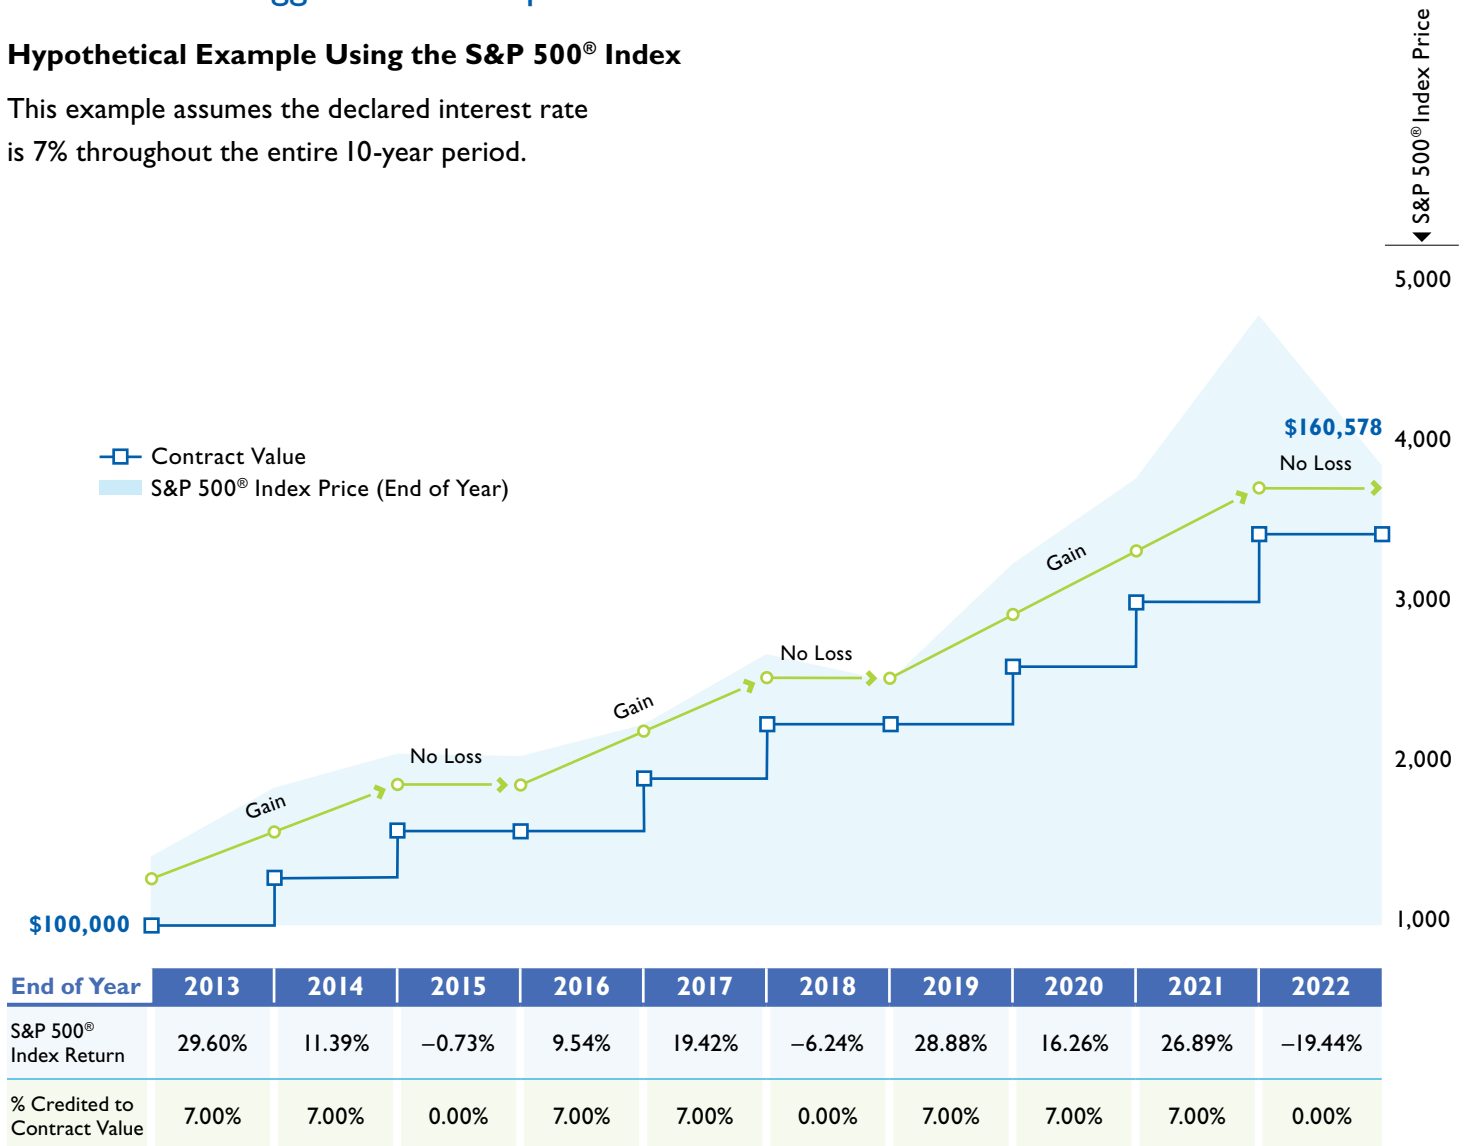 Hypothetical Example Using the S&P 500® Index
This example assumes the declared interest rate
is 7% throughout the entire 10-year period.
S&P 500® Index Price
5,000
4,000
3,000
2,000
1,000
Contract Value
S&P 500® Index Price (End of Year)
$160,578
No Loss
Gain
No Loss
Gain
No Loss
Gain
$100,000
End of Year 2013 2014 2015 2016 2017 2018 2019 2020 2021 2022
S&P 500®
Index Return 29.60% 11.39% –0.73% 9.54% 19.42% –6.24% 28.88% 16.26% 26.89% –19.44%
% Credited to
Contract Value 7.00% 7.00% 0.00% 7.00% 7.00% 0.00% 7.00% 7.00% 7.00% 0.00%